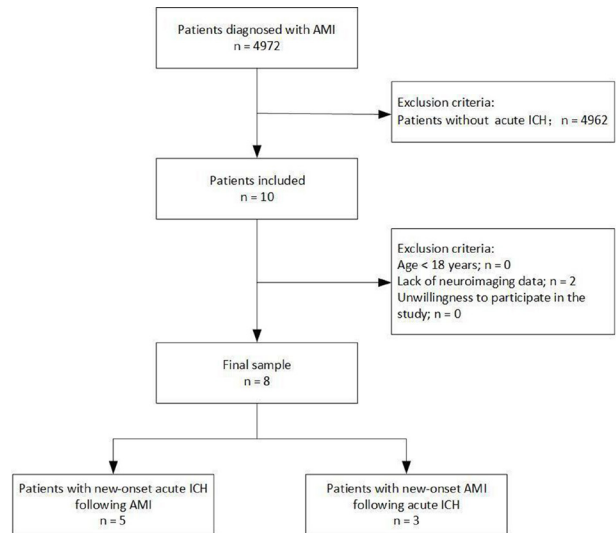 Patients diagnosed with AMI
n = 4972
Exclusion criteria:
Patients without acute ICH；n = 4962
Patients included
n = 10
Exclusion criteria:
Age < 18 years; n = 0
Lack of neuroimaging data; n = 2
Unwillingness to participate in the
study; n = 0
Final sample
n = 8
Patients with new-onset acute ICH
following AMI
n = 5
Patients with new-onset AMI
following acute ICH
n = 3